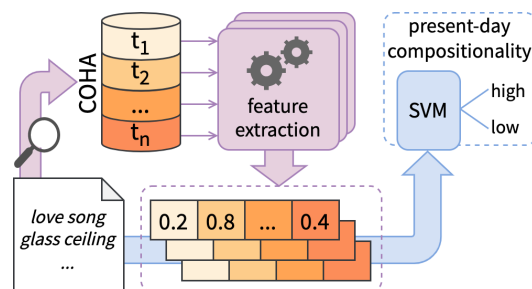 COHA
t1
t2
...
tn
feature
extraction
present-day
compositionality
SVM
high
low
love song
glass ceiling
...
0.2 0.8 ... 0.4